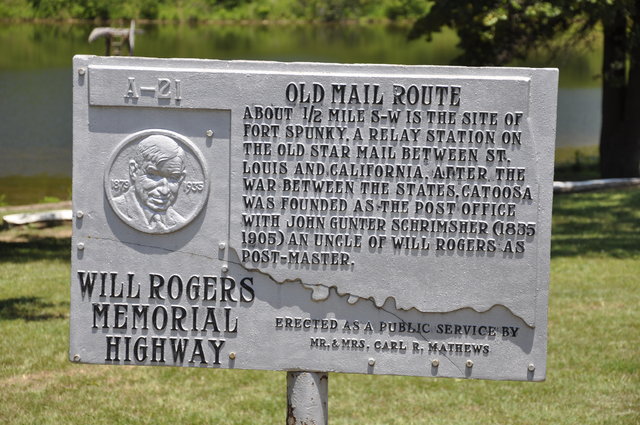 A-21
OLD MAIL ROUTE
ABOUT 1/2 MILE S-W IS THE SITE OF
FORT SPUNKY, A RELAY STATION ON
THE OLD STAR MAIL BETWEEN ST.
LOUIS AND CALIFORNIA. AFTER THE
WAR BETWEEN THE STATES, CATOOSA
WAS FOUNDED AS THE POST OFFICE
WITH JOHN GUNTER SCHRIMSHER (1835
1905) AN UNCLE OF WILL ROGERS AS
POST-MASTER.
1879 1935
WILL ROGERS
MEMORIAL
HIGHWAY
ERECTED AS A PUBLIC SERVICE BY
MR. & MRS. CARL R. MATHEWS